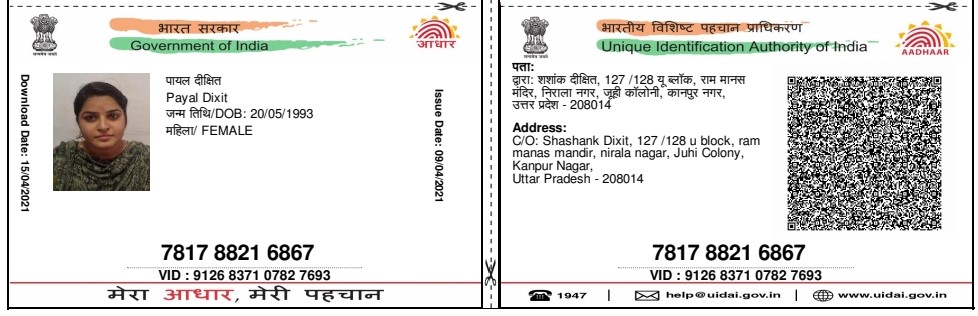 भारत सरकार
Government of India
आधार
Download Date: 15/04/2021
पायल दीक्षित
Payal Dixit
जन्म तिथि/DOB: 20/05/1993
महिला/ FEMALE
Issue Date: 09/04/2021
7817 8821 6867
VID : 9126 8371 0782 7693
मेरा आधार, मेरी पहचान
भारतीय विशिष्ट पहचान प्राधिकरण
Unique Identification Authority of India
AADHAAR
पता:
द्वारा: शशांक दीक्षित, 127 /128 यू ब्लॉक, राम मानस
मंदिर, निराला नगर, जूही कॉलोनी, कानपुर नगर,
उत्तर प्रदेश - 208014
Address:
C/O: Shashank Dixit, 127 /128 u block, ram
manas mandir, nirala nagar, Juhi Colony,
Kanpur Nagar,
Uttar Pradesh - 208014
7817 8821 6867
VID : 9126 8371 0782 7693
1947 | help@uidai.gov.in | www.uidai.gov.in